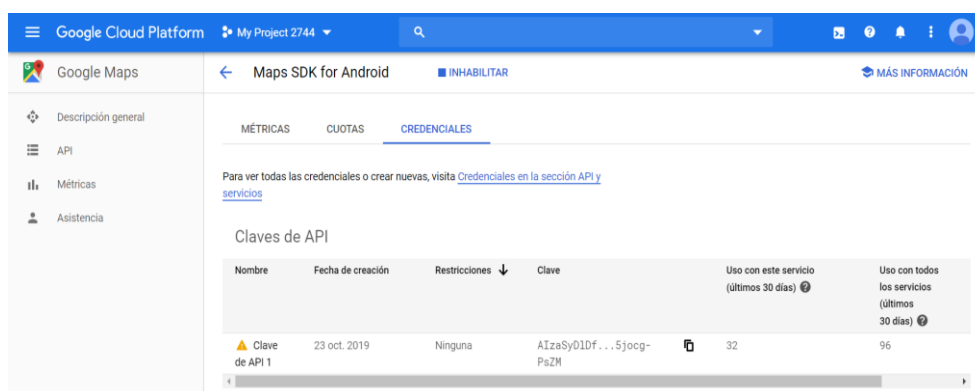 Google Cloud Platform My Project 2744
Google Maps
Maps SDK for Android INHABILITAR MÁS INFORMACIÓN
Descripción general
API
Métricas
Asistencia
MÉTRICAS CUOTAS CREDENCIALES
Para ver todas las credenciales o crear nuevas, visita Credenciales en la sección API y
servicios
Claves de API
Nombre Fecha de creación Restricciones Clave Uso con este servicio Uso con todos
(últimos 30 días) los servicios
(últimos
30 días)
Clave 23 oct. 2019 Ninguna AIzaSyDlDf...5jocg- 32 96
de API 1 PsZM